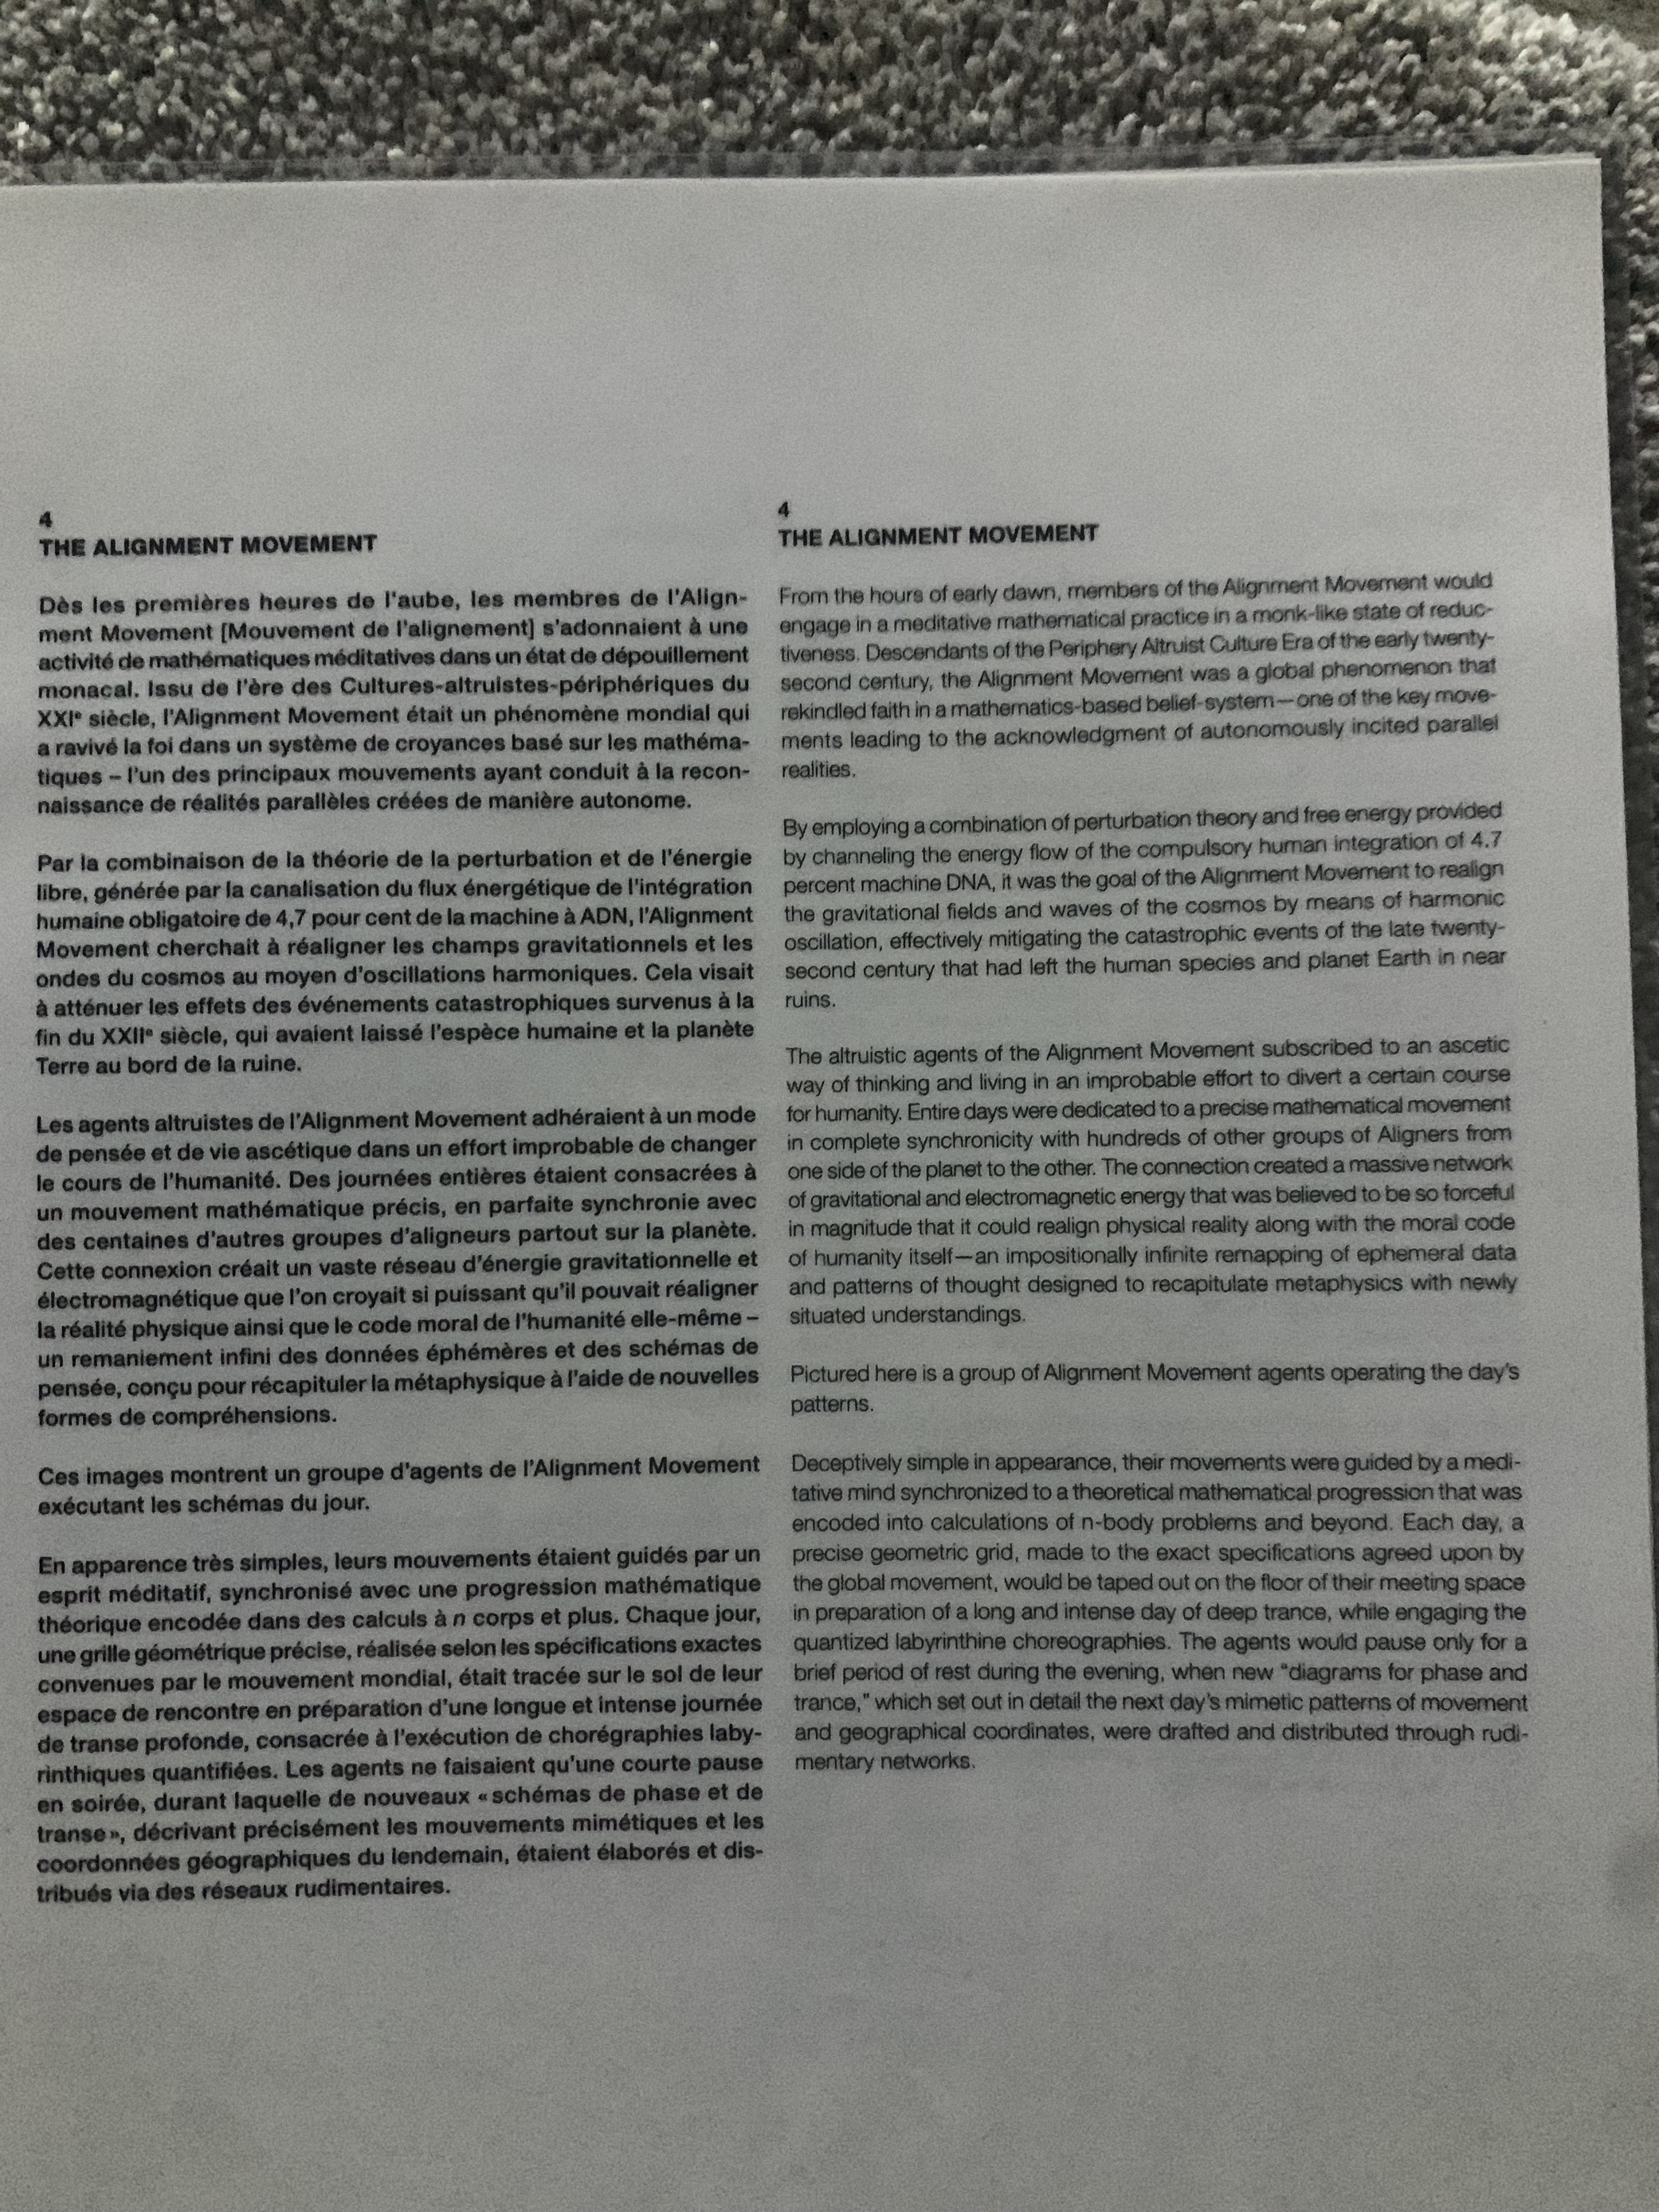 4
THE ALIGNMENT MOVEMENT
Dès les premières heures de l'aube, les membres de l'Align-
ment Movement [Mouvement de l'alignement] s'adonnaient à une
activité de mathématiques méditatives dans un état de dépouillement
monacal. Issu de l'ère des Cultures-altruistes-périphériques du
XXIe siècle, l'Alignment Movement était un phénomène mondial qui
a ravivé la foi dans un système de croyances basé sur les mathéma-
tiques – l'un des principaux mouvements ayant conduit à la recon-
naissance de réalités parallèles créées de manière autonome.
Par la combinaison de la théorie de la perturbation et de l'énergie
libre, générée par la canalisation du flux énergétique de l'intégration
humaine obligatoire de 4,7 pour cent de la machine à ADN, l'Alignment
Movement cherchait à réaligner les champs gravitationnels et les
ondes du cosmos au moyen d'oscillations harmoniques. Cela visait
à atténuer les effets des événements catastrophiques survenus à la
fin du XXIIe siècle, qui avaient laissé l'espèce humaine et la planète
Terre au bord de la ruine.
Les agents altruistes de l'Alignment Movement adhéraient à un mode
de pensée et de vie ascétique dans un effort improbable de changer
le cours de l'humanité. Des journées entières étaient consacrées à
un mouvement mathématique précis, en parfaite synchronie avec
des centaines d'autres groupes d'aligneurs partout sur la planète.
Cette connexion créait un vaste réseau d'énergie gravitationnelle et
électromagnétique que l'on croyait si puissant qu'il pouvait réaligner
la réalité physique ainsi que le code moral de l'humanité elle-même –
un remaniement infini des données éphémères et des schémas de
pensée, conçu pour récapituler la métaphysique à l'aide de nouvelles
formes de compréhensions.
Ces images montrent un groupe d'agents de l'Alignment Movement
exécutant les schémas du jour.
En apparence très simples, leurs mouvements étaient guidés par un
esprit méditatif, synchronisé avec une progression mathématique
théorique encodée dans des calculs à n corps et plus. Chaque jour,
une grille géométrique précise, réalisée selon les spécifications exactes
convenues par le mouvement mondial, était tracée sur le sol de leur
espace de rencontre en préparation d'une longue et intense journée
de transe profonde, consacrée à l'exécution de chorégraphies laby-
rinthiques quantifiées. Les agents ne faisaient qu'une courte pause
en soirée, durant laquelle de nouveaux « schémas de phase et de
transe », décrivant précisément les mouvements mimétiques et les
coordonnées géographiques du lendemain, étaient élaborés et dis-
tribués via des réseaux rudimentaires.
4
THE ALIGNMENT MOVEMENT
From the hours of early dawn, members of the Alignment Movement would
engage in a meditative mathematical practice in a monk-like state of reduc-
tiveness. Descendants of the Periphery Altruist Culture Era of the early twenty-
second century, the Alignment Movement was a global phenomenon that
rekindled faith in a mathematics-based belief-system—one of the key move-
ments leading to the acknowledgment of autonomously incited parallel
realities.
By employing a combination of perturbation theory and free energy provided
by channeling the energy flow of the compulsory human integration of 4.7
percent machine DNA, it was the goal of the Alignment Movement to realign
the gravitational fields and waves of the cosmos by means of harmonic
oscillation, effectively mitigating the catastrophic events of the late twenty-
second century that had left the human species and planet Earth in near
ruins.
The altruistic agents of the Alignment Movement subscribed to an ascetic
way of thinking and living in an improbable effort to divert a certain course
for humanity. Entire days were dedicated to a precise mathematical movement
in complete synchronicity with hundreds of other groups of Aligners from
one side of the planet to the other. The connection created a massive network
of gravitational and electromagnetic energy that was believed to be so forceful
in magnitude that it could realign physical reality along with the moral code
of humanity itself—an impositionally infinite remapping of ephemeral data
and patterns of thought designed to recapitulate metaphysics with newly
situated understandings.
Pictured here is a group of Alignment Movement agents operating the day's
patterns.
Deceptively simple in appearance, their movements were guided by a medi-
tative mind synchronized to a theoretical mathematical progression that was
encoded into calculations of n-body problems and beyond. Each day, a
precise geometric grid, made to the exact specifications agreed upon by
the global movement, would be taped out on the floor of their meeting space
in preparation of a long and intense day of deep trance, while engaging the
quantized labyrinthine choreographies. The agents would pause only for a
brief period of rest during the evening, when new “diagrams for phase and
trance,” which set out in detail the next day's mimetic patterns of movement
and geographical coordinates, were drafted and distributed through rudi-
mentary networks.